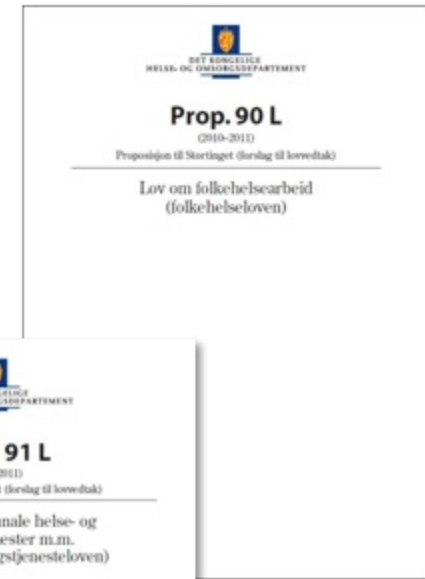 DET KONGELIGE
HELSE- OG OMSORGSDEPARTEMENT
Prop. 90 L
(2010–2011)
Proposisjon til Stortinget (forslag til lovvedtak)
Lov om folkehelsearbeid
(folkehelseloven)
91 L
(forslag til lovvedtak)
nale helse- og
ester m.m.
gstjenesteloven)